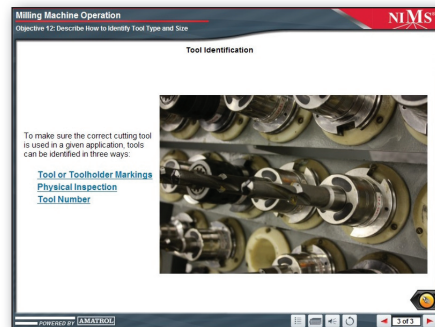 Milling Machine Operation
Objective 12: Describe How to Identify Tool Type and Size
NIMS
Tool Identification
To make sure the correct cutting tool
is used in a given application, tools
can be identified in three ways:
Tool or Toolholder Markings
Physical Inspection
Tool Number
POWERED BY AMATROL
3 of 3